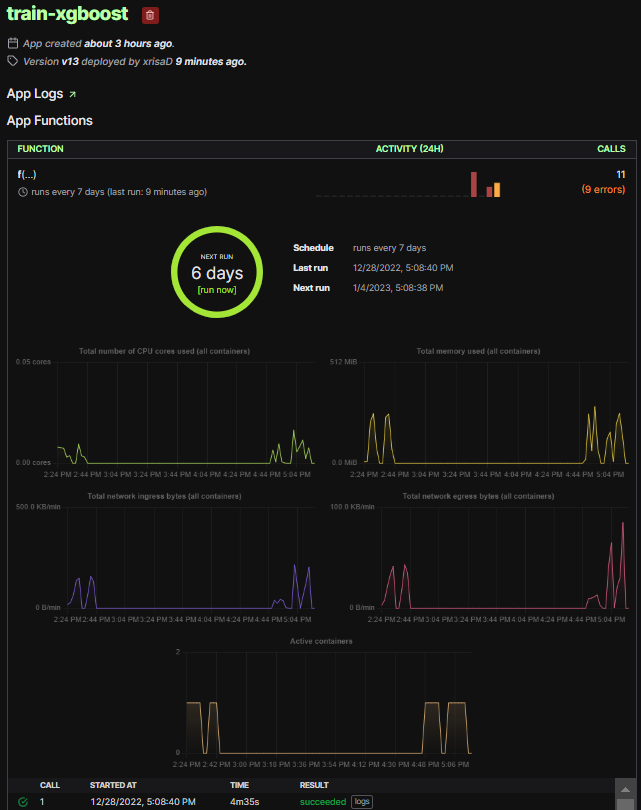 train-xgboost
App created about 3 hours ago.
Version v13 deployed by xrisaD 9 minutes ago.
App Logs ↗
App Functions
FUNCTION ACTIVITY (24H) CALLS
f(...) 11
runs every 7 days (last run: 9 minutes ago) (9 errors)
NEXT RUN
6 days
[run now]
Schedule runs every 7 days
Last run 12/28/2022, 5:08:40 PM
Next run 1/4/2023, 5:08:38 PM
Total number of CPU cores used (all containers)
0.05 cores
0.00 cores
2:24 PM 2:44 PM 3:04 PM 3:24 PM 3:44 PM 4:04 PM 4:24 PM 4:44 PM 5:04 PM
Total memory used (all containers)
512 MiB
0.0 MiB
2:24 PM 2:44 PM 3:04 PM 3:24 PM 3:44 PM 4:04 PM 4:24 PM 4:44 PM 5:04 PM
Total network ingress bytes (all containers)
500.0 KB/min
0 B/min
2:24 PM 2:44 PM 3:04 PM 3:24 PM 3:44 PM 4:04 PM 4:24 PM 4:44 PM 5:04 PM
Total network egress bytes (all containers)
100.0 KB/min
0 B/min
2:24 PM 2:44 PM 3:04 PM 3:24 PM 3:44 PM 4:04 PM 4:24 PM 4:44 PM 5:04 PM
Active containers
2
0
2:24 PM 2:42 PM 3:00 PM 3:18 PM 3:36 PM 3:54 PM 4:12 PM 4:30 PM 4:48 PM 5:06 PM
CALL STARTED AT TIME RESULT
1 12/28/2022, 5:08:40 PM 4m35s succeeded logs